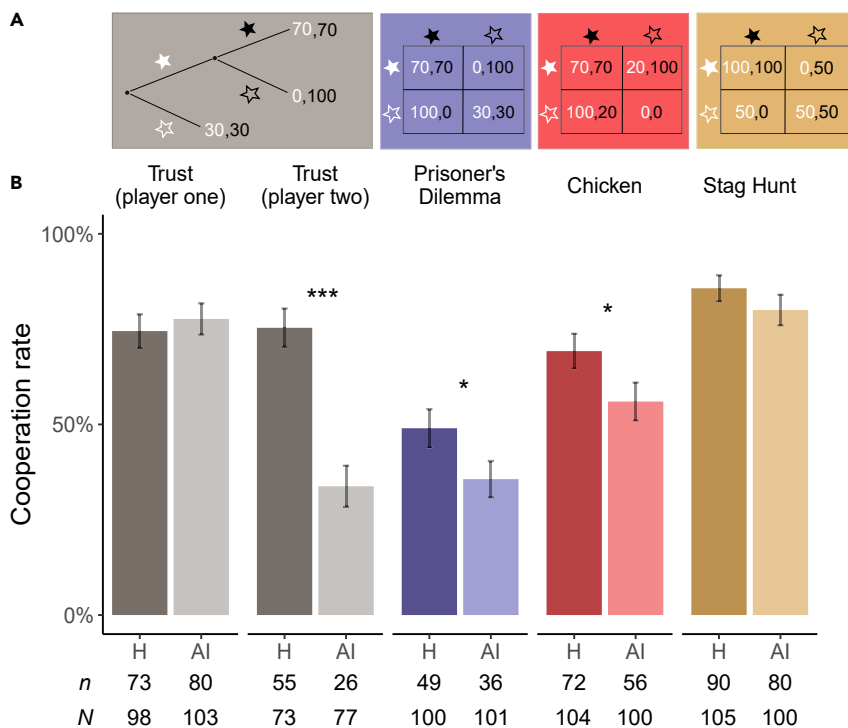 A
70,70
0,100
30,30
70,70 0,100
100,0 30,30
70,70 20,100
100,20 0,0
100,100 0,50
50,0 50,50
B
Trust
(player one)
Trust
(player two)
Prisoner's
Dilemma
Chicken
Stag Hunt
Cooperation rate
100%
50%
0%
***
*
*
H AI H AI H AI H AI H AI
n 73 80 55 26 49 36 72 56 90 80
N 98 103 73 77 100 101 104 100 105 100